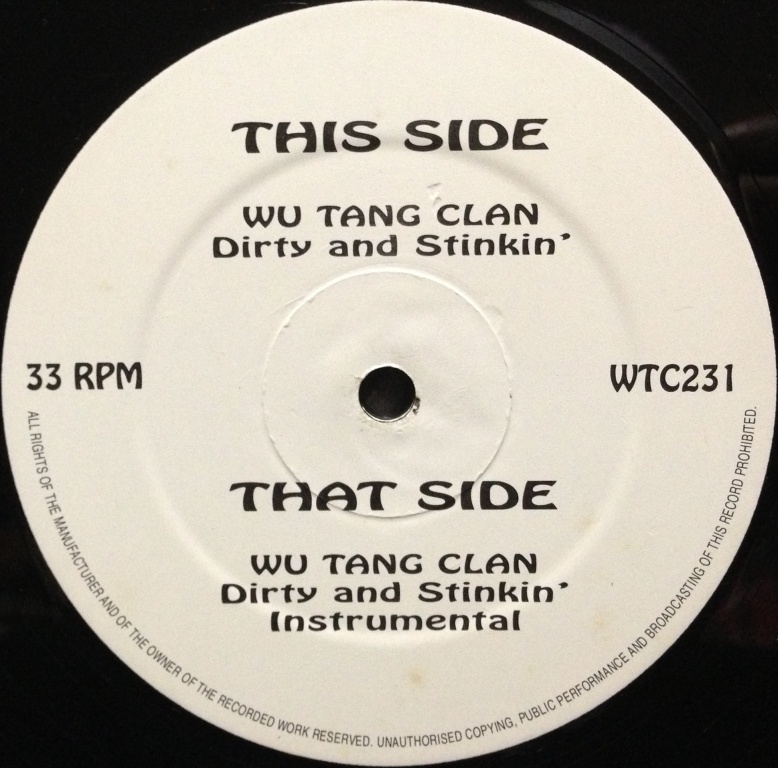 THIS SIDE
WU TANG CLAN
Dirty and Stinkin'
33 RPM
WTC231
THAT SIDE
WU TANG CLAN
Dirty and Stinkin'
Instrumental
ALL RIGHTS OF THE MANUFACTURER AND OF THE OWNER OF THE RECORDED WORK RESERVED. UNAUTHORISED COPYING, PUBLIC PERFORMANCE AND BROADCASTING OF THIS RECORD PROHIBITED.